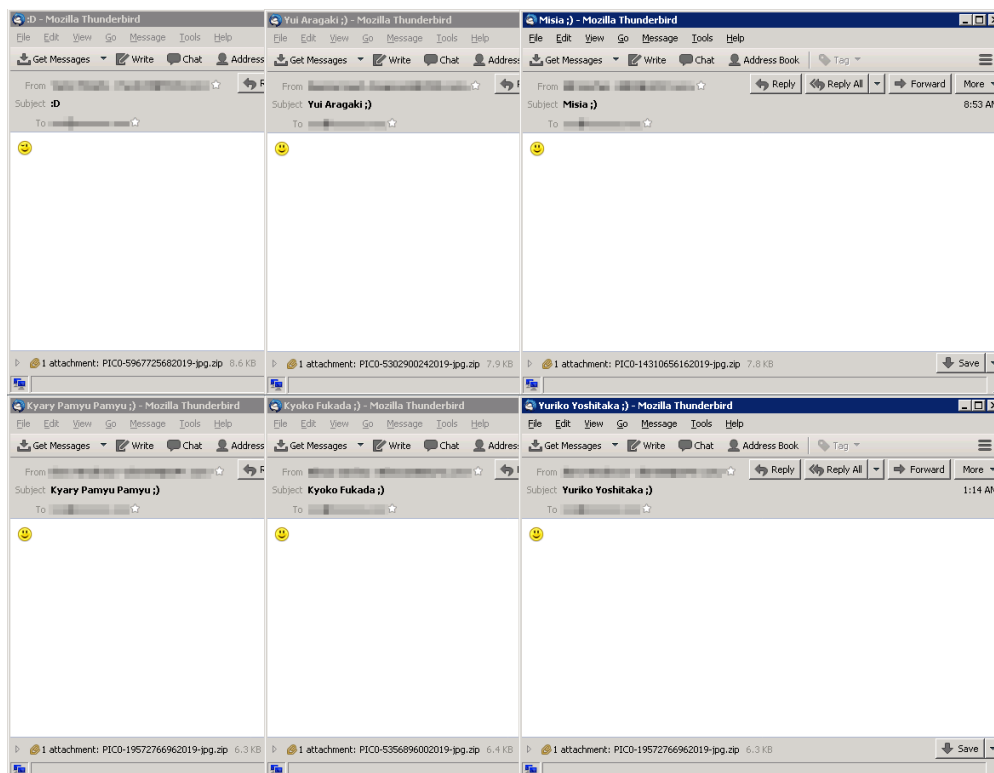 :D - Mozilla Thunderbird
File Edit View Go Message Tools Help
Get Messages Write Chat Address
From
Subject :D
To
1 attachment: PIC0-5967725682019-jpg.zip 8.6 KB
Yui Aragaki ;) - Mozilla Thunderbird
File Edit View Go Message Tools Help
Get Messages Write Chat Address
From
Subject Yui Aragaki ;)
To
1 attachment: PIC0-5302900242019-jpg.zip 7.9 KB
Misia ;) - Mozilla Thunderbird
File Edit View Go Message Tools Help
Get Messages Write Chat Address Book Tag
From Reply Reply All Forward More
Subject Misia ;) 8:53 AM
To
1 attachment: PIC0-14310656162019-jpg.zip 7.8 KB Save
Kyary Pamyu Pamyu ;) - Mozilla Thunderbird
File Edit View Go Message Tools Help
Get Messages Write Chat Address
From
Subject Kyary Pamyu Pamyu ;)
To
1 attachment: PIC0-19572766962019-jpg.zip 6.3 KB
Kyoko Fukada ;) - Mozilla Thunderbird
File Edit View Go Message Tools Help
Get Messages Write Chat Address
From
Subject Kyoko Fukada ;)
To
1 attachment: PIC0-5356896002019-jpg.zip 6.4 KB
Yuriko Yoshitaka ;) - Mozilla Thunderbird
File Edit View Go Message Tools Help
Get Messages Write Chat Address Book Tag
From Reply Reply All Forward More
Subject Yuriko Yoshitaka ;) 1:14 AM
To
1 attachment: PIC0-19572766962019-jpg.zip 6.3 KB Save